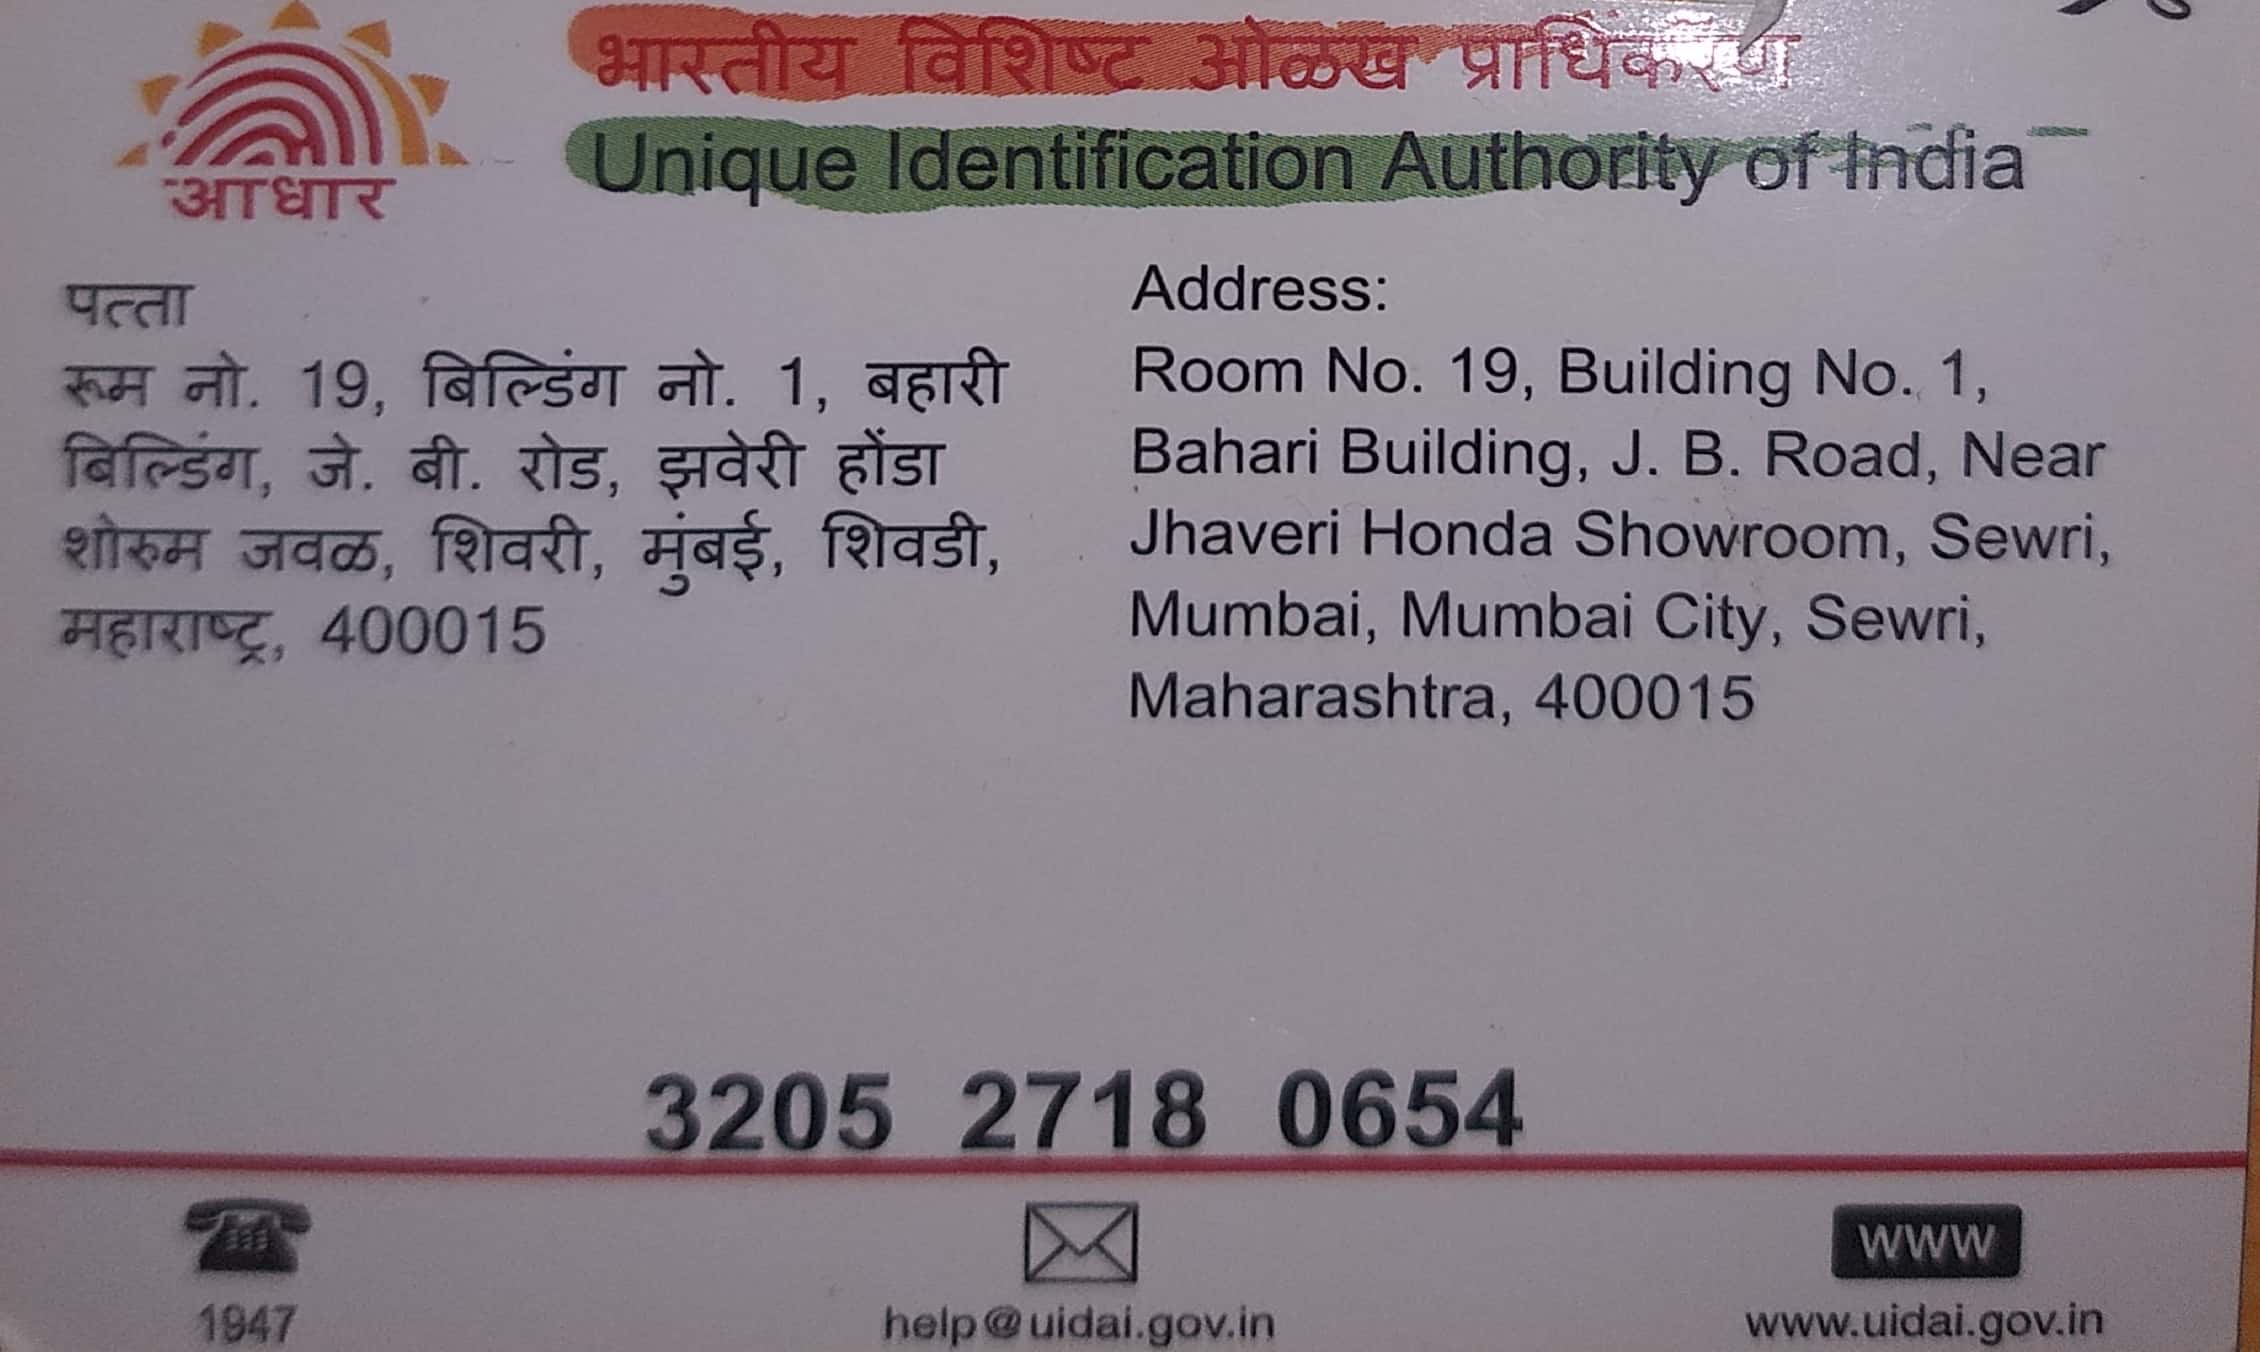 भारतीय विशिष्ट ओळख प्राधिकरण
Unique Identification Authority of India
आधार
पत्ता
रूम नो. 19, बिल्डिंग नो. 1, बहारी
बिल्डिंग, जे. बी. रोड, झवेरी होंडा
शोरुम जवळ, शिवरी, मुंबई, शिवडी,
महाराष्ट्र, 400015
Address:
Room No. 19, Building No. 1,
Bahari Building, J. B. Road, Near
Jhaveri Honda Showroom, Sewri,
Mumbai, Mumbai City, Sewri,
Maharashtra, 400015
3205 2718 0654
WWW
1947
help@uidai.gov.in
www.uidai.gov.in